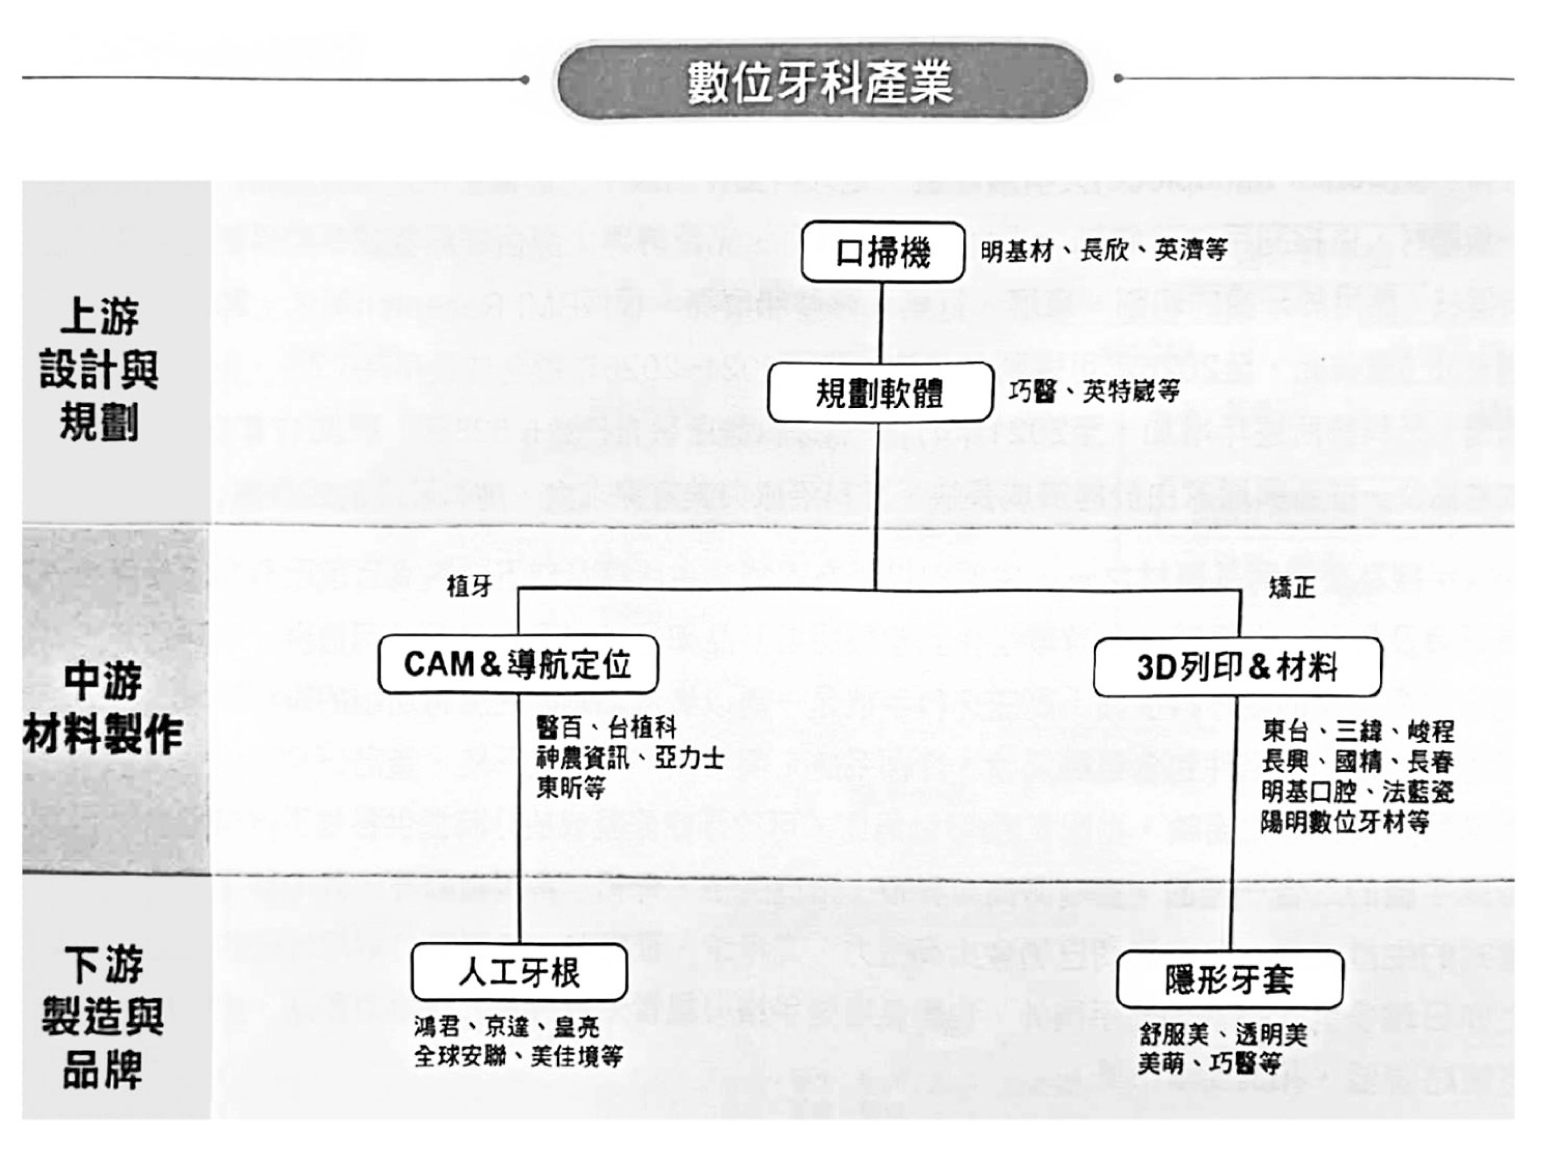 數位牙科產業
上游
設計與
規劃
口掃機
明基材、長欣、英濟等
規劃軟體
巧醫、英特崴等
中游
材料製作
植牙
矯正
CAM＆導航定位
醫百、台植科
神農資訊、亞力士
東昕等
3D列印＆材料
東台、三緯、峻程
長興、國精、長春
明基口腔、法藍瓷
陽明數位牙材等
下游
製造與
品牌
人工牙根
鴻君、京達、皇亮
全球安聯、美佳境等
隱形牙套
舒服美、透明美
美萌、巧醫等